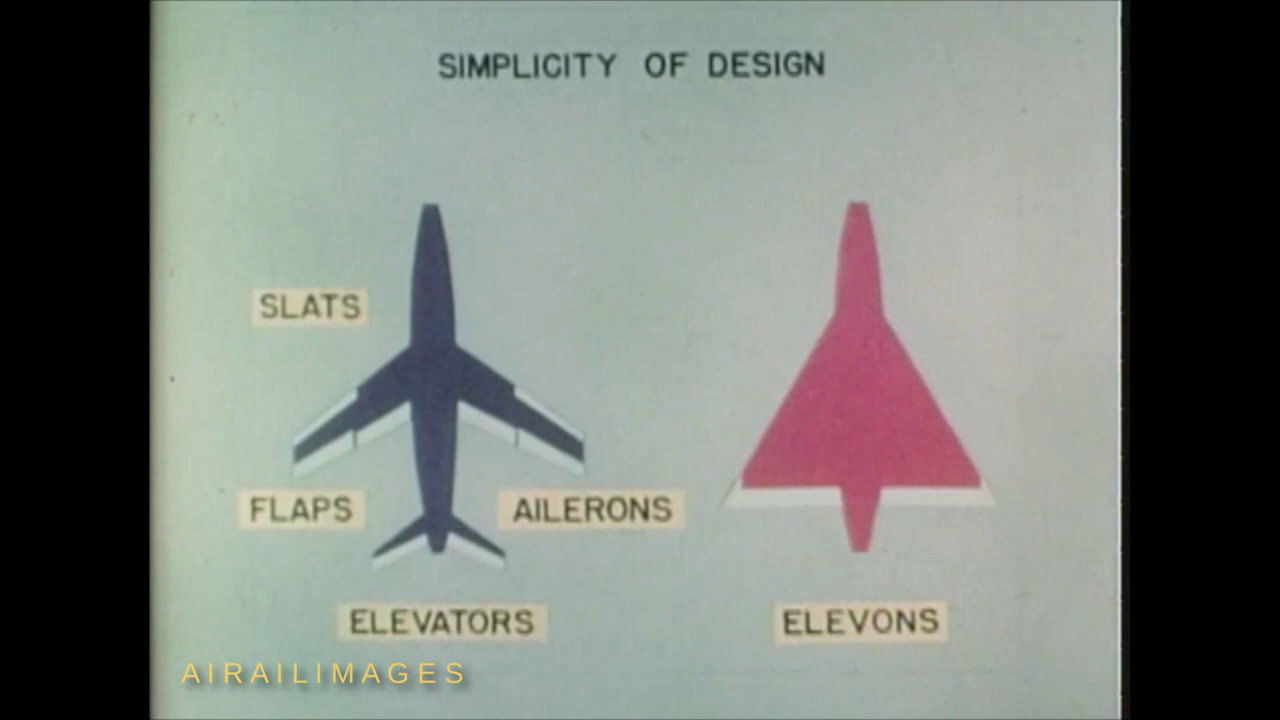 SIMPLICITY OF DESIGN
SLATS
FLAPS
AILERONS
ELEVATORS
ELEVONS
AIRAILIMAGES